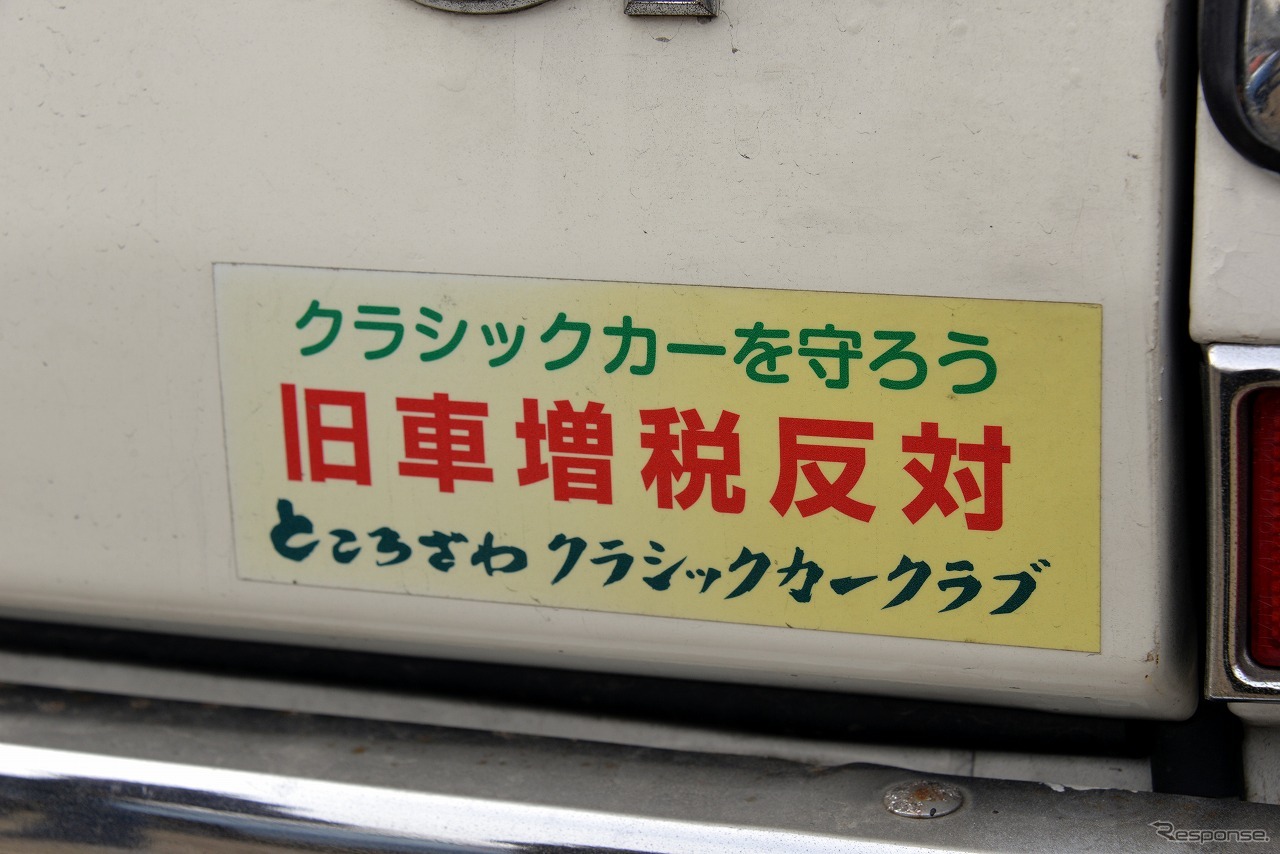 クラシックカーを守ろう
旧車増税反対
ところざわ クラシックカークラブ
Response.